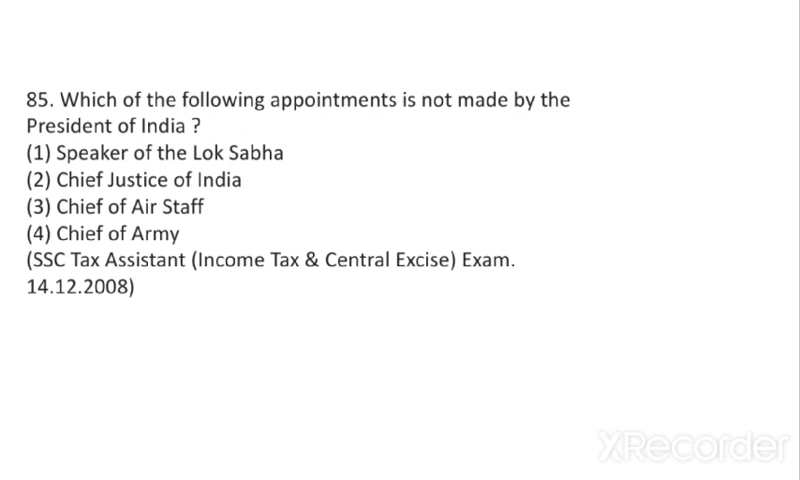 85. Which of the following appointments is not made by the
President of India ?
(1) Speaker of the Lok Sabha
(2) Chief Justice of India
(3) Chief of Air Staff
(4) Chief of Army
(SSC Tax Assistant (Income Tax & Central Excise) Exam.
14.12.2008)
XRecorder